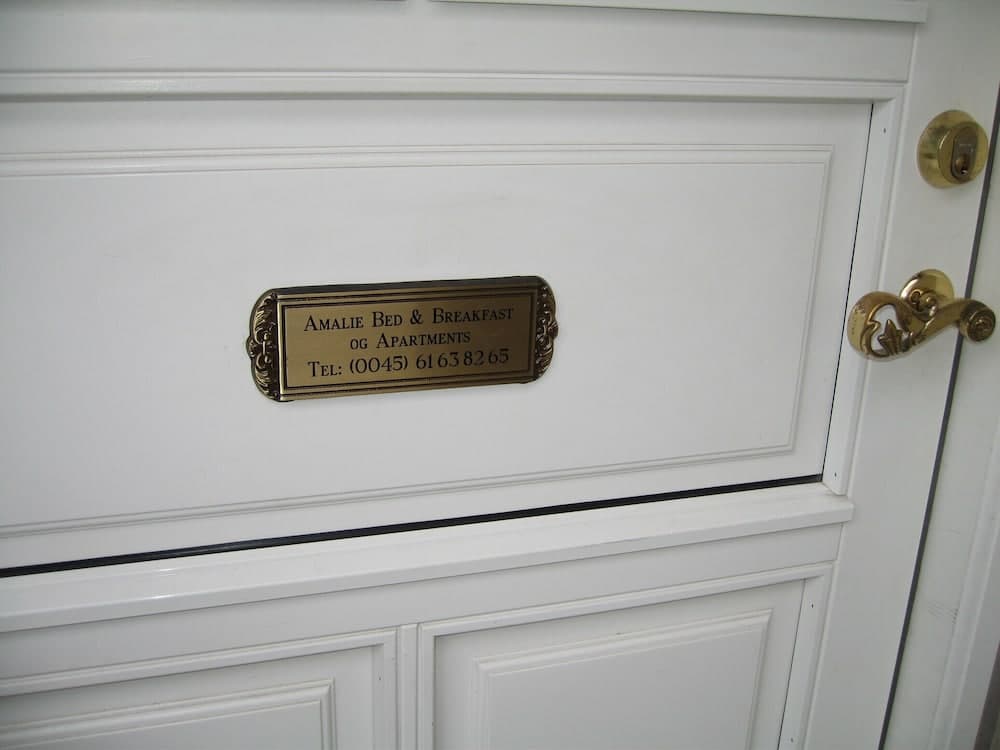 Amalie Bed & Breakfast
og Apartments
Tel: (0045) 61 63 82 65